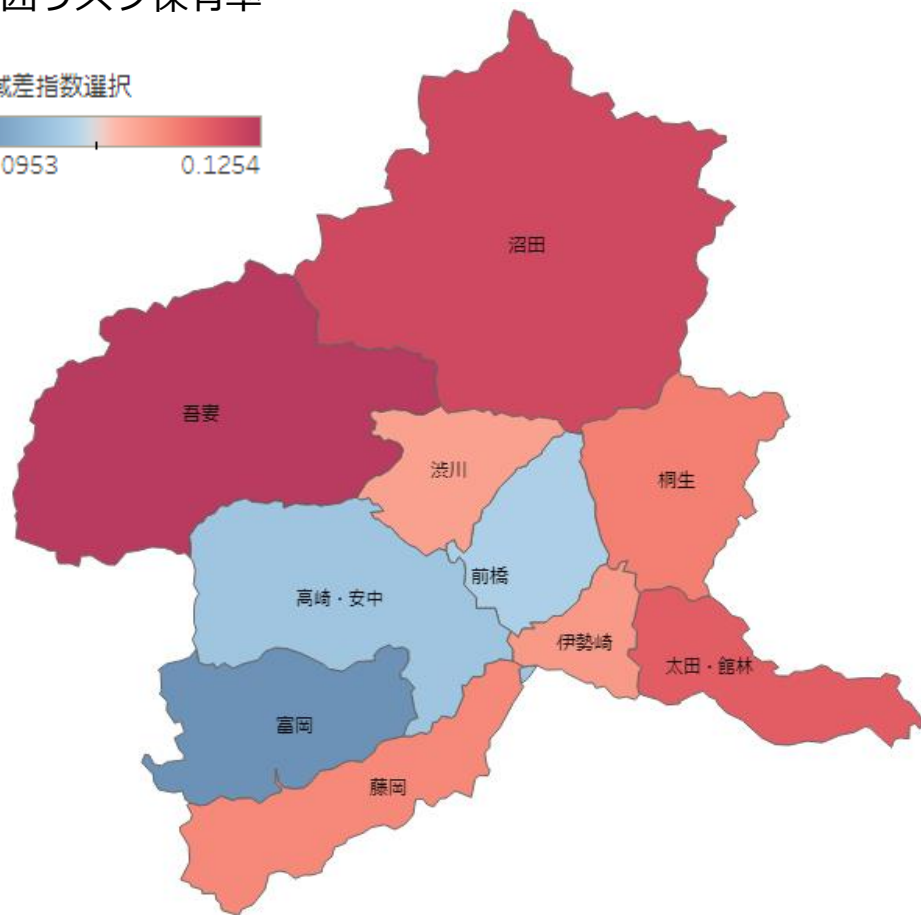 囲リスク保有率
域差指数選択
0953
0.1254
沼田
吾妻
渋川
桐生
前橋
高崎・安中
伊勢崎
太田・館林
富岡
藤岡